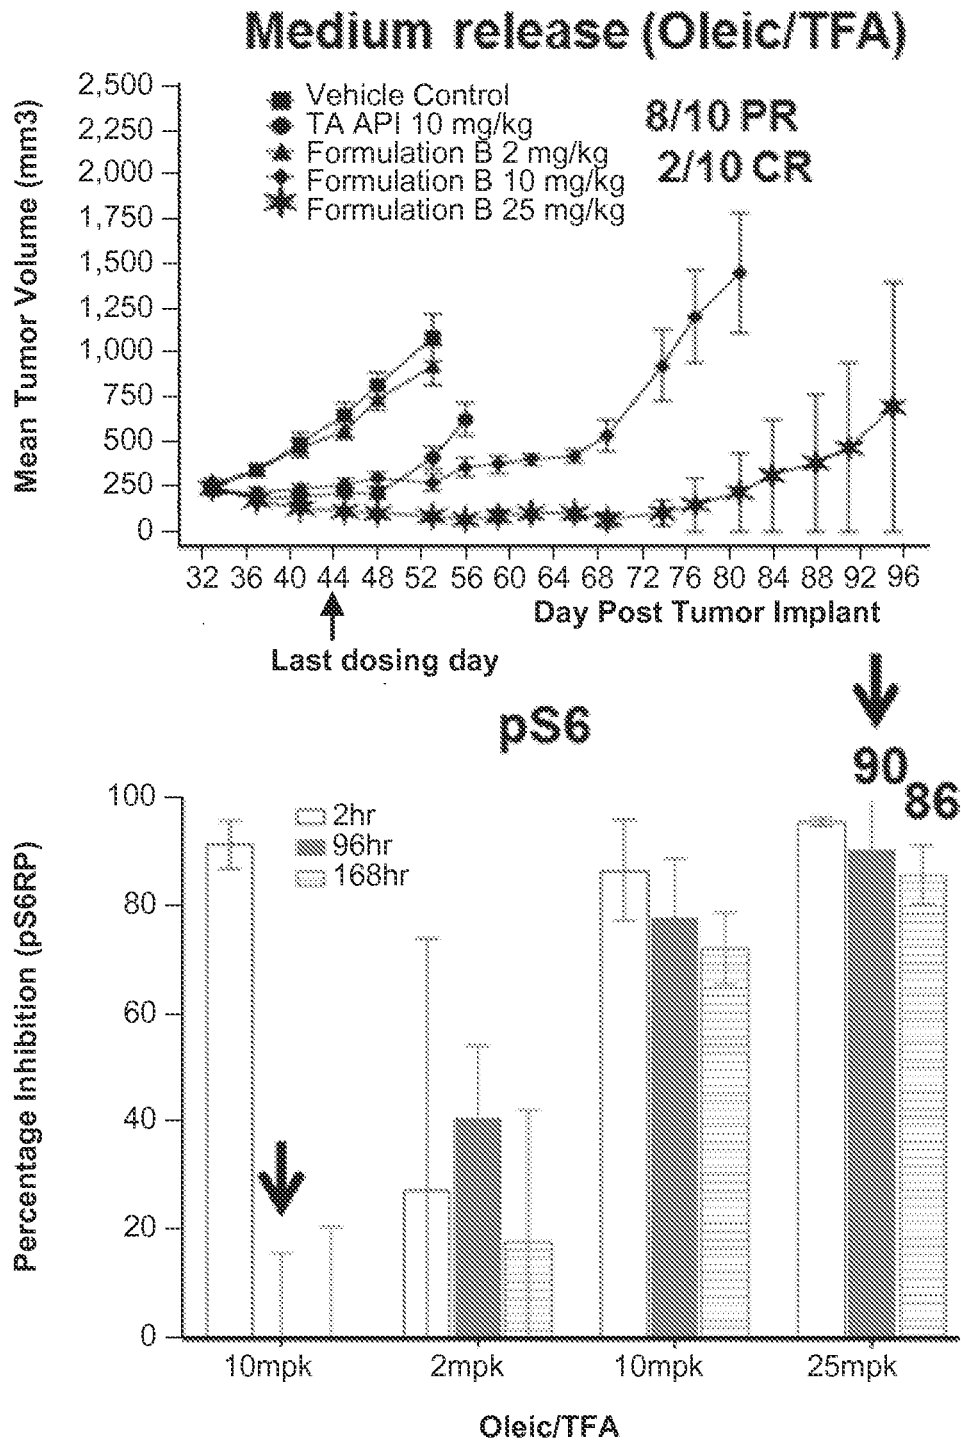 Medium release (Oleic/TFA)
Mean Tumor Volume (mm3)
2,500
2,250
2,000
1,750
1,500
1,250
1,000
750
500
250
0
Vehicle Control
TA API 10 mg/kg
Formulation B 2 mg/kg
Formulation B 10 mg/kg
Formulation B 25 mg/kg
8/10 PR
2/10 CR
32 36 40 44 48 52 56 60 64 68 72 76 80 84 88 92 96
Day Post Tumor Implant
Last dosing day
pS6
90
86
Percentage Inhibition (pS6RP)
100
80
60
40
20
0
2hr
96hr
168hr
10mpk 2mpk 10mpk 25mpk
Oleic/TFA